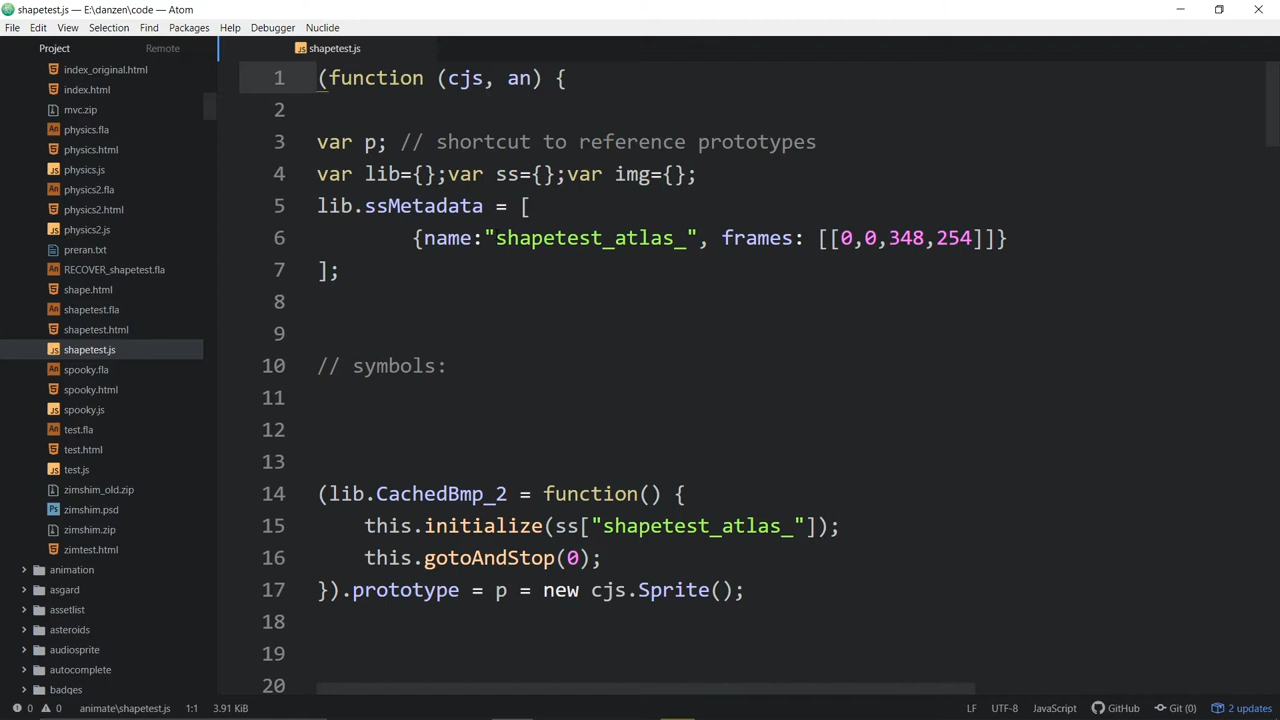 shapetest.js — E:\danzen\code — Atom
File Edit View Selection Find Packages Help Debugger Nuclide
Project Remote
shapetest.js
index_original.html
index.html
mvc.zip
physics.fla
physics.html
physics.js
physics2.fla
physics2.html
physics2.js
preran.txt
RECOVER_shapetest.fla
shape.html
shapetest.fla
shapetest.html
shapetest.js
spooky.fla
spooky.html
spooky.js
test.fla
test.html
test.js
zimshim_old.zip
zimshim.psd
zimshim.zip
zimtest.html
animation
asgard
assetlist
asteroids
audiosprite
autocomplete
badges
1 (function (cjs, an) {
2
3 var p; // shortcut to reference prototypes
4 var lib={};var ss={};var img={};
5 lib.ssMetadata = [
6 {name:"shapetest_atlas_", frames: [[0,0,348,254]]}
7 ];
8
9
10 // symbols:
11
12
13
14 (lib.CachedBmp_2 = function() {
15 this.initialize(ss["shapetest_atlas_"]);
16 this.gotoAndStop(0);
17 }).prototype = p = new cjs.Sprite();
18
19
20
0 0 animate\shapetest.js 1:1 3.91 KiB LF UTF-8 JavaScript GitHub Git (0) 2 updates